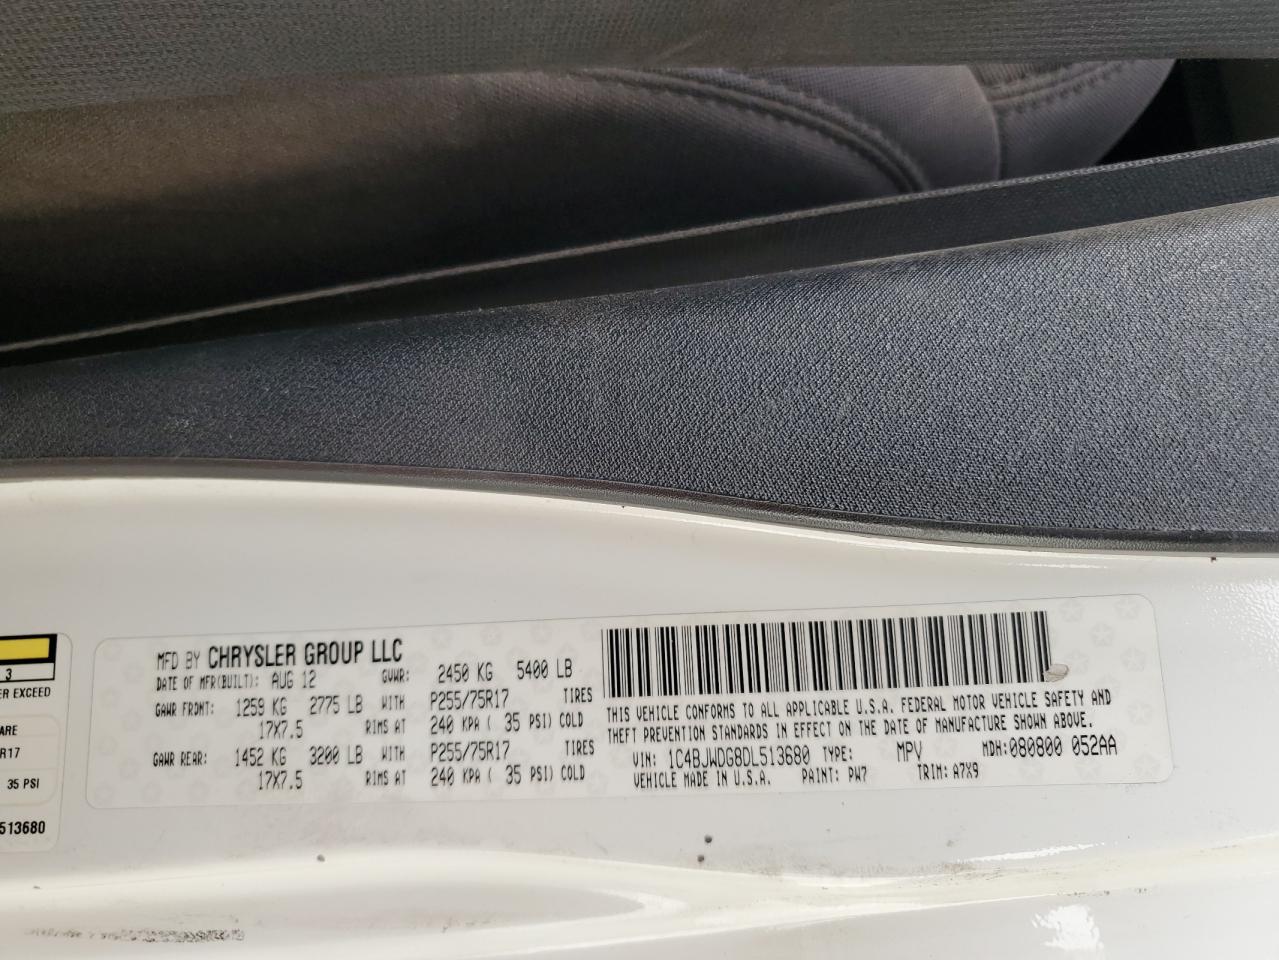 3
ER EXCEED
ARE
R17
35 PSI
513680
MFD BY CHRYSLER GROUP LLC
DATE OF MFR(BUILT): AUG 12 GVWR: 2450 KG 5400 LB
GAWR FRONT: 1259 KG 2775 LB WITH P255/75R17 TIRES
17X7.5 RIMS AT 240 KPA ( 35 PSI) COLD
GAWR REAR: 1452 KG 3200 LB WITH P255/75R17 TIRES
17X7.5 RIMS AT 240 KPA ( 35 PSI) COLD
THIS VEHICLE CONFORMS TO ALL APPLICABLE U.S.A. FEDERAL MOTOR VEHICLE SAFETY AND
THEFT PREVENTION STANDARDS IN EFFECT ON THE DATE OF MANUFACTURE SHOWN ABOVE.
VIN: 1C4BJWDG8DL513680 TYPE: MPV MDH:080800 052AA
VEHICLE MADE IN U.S.A. PAINT: PW7 TRIM: A7X9